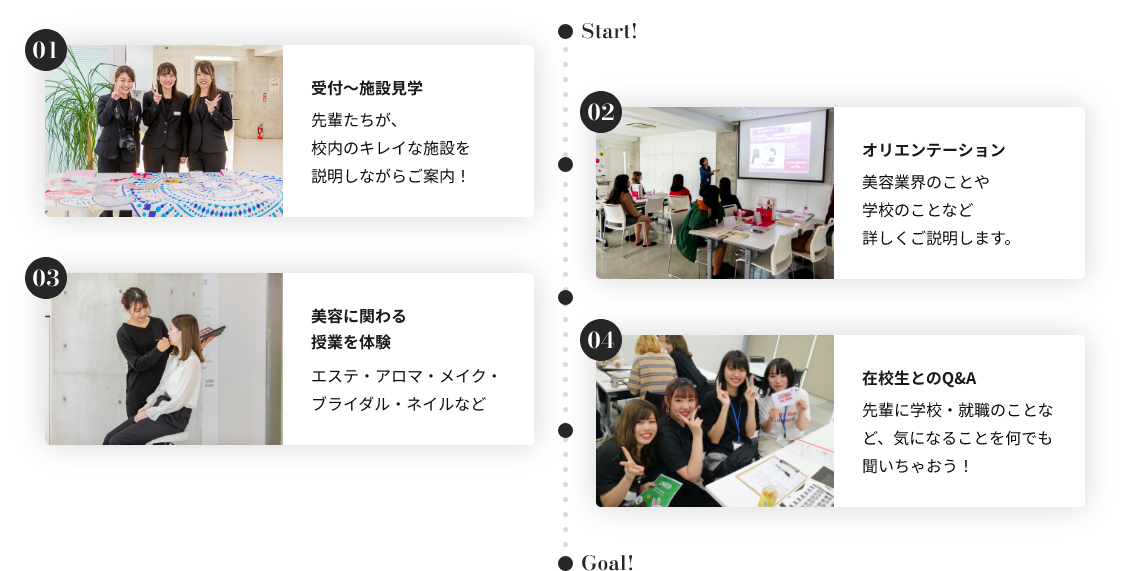 Start!
01
受付〜施設見学
先輩たちが、
校内のキレイな施設を
説明しながらご案内！
02
オリエンテーション
美容業界のことや
学校のことなど
詳しくご説明します。
03
美容に関わる
授業を体験
エステ・アロマ・メイク・
ブライダル・ネイルなど
04
在校生とのQ&A
先輩に学校・就職のことな
ど、気になることを何でも
聞いちゃおう！
Goal!